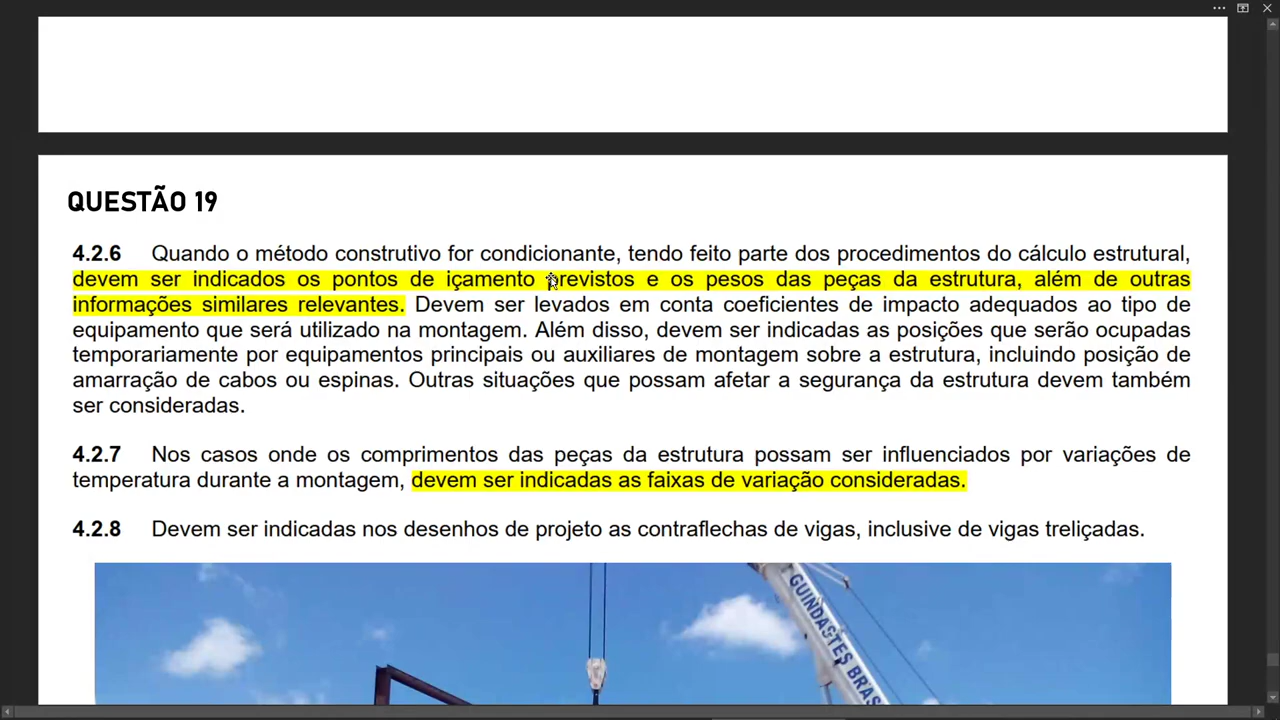 QUESTÃO 19
4.2.6 Quando o método construtivo for condicionante, tendo feito parte dos procedimentos do cálculo estrutural,
devem ser indicados os pontos de içamento previstos e os pesos das peças da estrutura, além de outras
informações similares relevantes. Devem ser levados em conta coeficientes de impacto adequados ao tipo de
equipamento que será utilizado na montagem. Além disso, devem ser indicadas as posições que serão ocupadas
temporariamente por equipamentos principais ou auxiliares de montagem sobre a estrutura, incluindo posição de
amarração de cabos ou espinas. Outras situações que possam afetar a segurança da estrutura devem também
ser consideradas.
4.2.7 Nos casos onde os comprimentos das peças da estrutura possam ser influenciados por variações de
temperatura durante a montagem, devem ser indicadas as faixas de variação consideradas.
4.2.8 Devem ser indicadas nos desenhos de projeto as contraflechas de vigas, inclusive de vigas treliçadas.
GUINDASTES BRAS